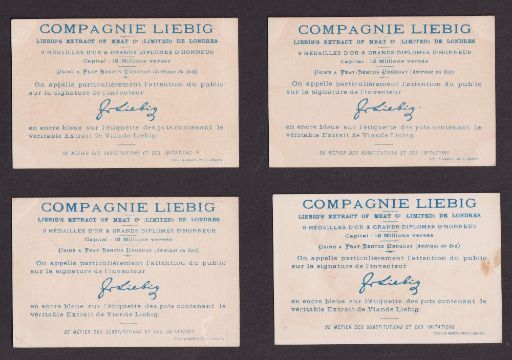 COMPAGNIE LIEBIG
LIEBIG'S EXTRACT OF MEAT Cº (LIMITED) DE LONDRES
9 MÉDAILLES D'OR & GRANDS DIPLOMES D'HONNEUR
Capital : 12 Millions versés
USINE A FRAY-BENTOS URUGUAY (Amérique du Sud)
On appelle particulièrement l'attention du public
sur la signature de l'inventeur
JvLiebig
en encre bleue sur l'étiquette des pots contenant le
véritable Extrait de Viande Liebig.
SE MÉFIER DES SUBSTITUTIONS ET DES IMITATIONS
COMPAGNIE LIEBIG
LIEBIG'S EXTRACT OF MEAT Cº (LIMITED) DE LONDRES
9 MÉDAILLES D'OR & GRANDS DIPLOMES D'HONNEUR
Capital : 12 Millions versés
USINE A FRAY-BENTOS URUGUAY (Amérique du Sud)
On appelle particulièrement l'attention du public
sur la signature de l'inventeur
JvLiebig
en encre bleue sur l'étiquette des pots contenant le
véritable Extrait de Viande Liebig.
SE MÉFIER DES SUBSTITUTIONS ET DES IMITATIONS
COMPAGNIE LIEBIG
LIEBIG'S EXTRACT OF MEAT Cº (LIMITED) DE LONDRES
9 MÉDAILLES D'OR & GRANDS DIPLOMES D'HONNEUR
Capital : 12 Millions versés
USINE A FRAY-BENTOS URUGUAY (Amérique du Sud)
On appelle particulièrement l'attention du public
sur la signature de l'inventeur
JvLiebig
en encre bleue sur l'étiquette des pots contenant le
véritable Extrait de Viande Liebig.
SE MÉFIER DES SUBSTITUTIONS ET DES IMITATIONS
COMPAGNIE LIEBIG
LIEBIG'S EXTRACT OF MEAT Cº (LIMITED) DE LONDRES
9 MÉDAILLES D'OR & GRANDS DIPLOMES D'HONNEUR
Capital : 12 Millions versés
USINE A FRAY-BENTOS URUGUAY (Amérique du Sud)
On appelle particulièrement l'attention du public
sur la signature de l'inventeur
JvLiebig
en encre bleue sur l'étiquette des pots contenant le
véritable Extrait de Viande Liebig.
SE MÉFIER DES SUBSTITUTIONS ET DES IMITATIONS